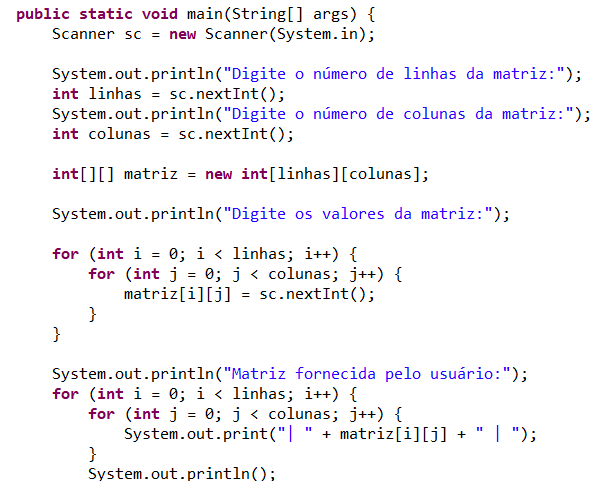 public static void main(String[] args) {
    Scanner sc = new Scanner(System.in);

    System.out.println("Digite o número de linhas da matriz:");
    int linhas = sc.nextInt();
    System.out.println("Digite o número de colunas da matriz:");
    int colunas = sc.nextInt();

    int[][] matriz = new int[linhas][colunas];

    System.out.println("Digite os valores da matriz:");

    for (int i = 0; i < linhas; i++) {
        for (int j = 0; j < colunas; j++) {
            matriz[i][j] = sc.nextInt();
        }
    }

    System.out.println("Matriz fornecida pelo usuário:");
    for (int i = 0; i < linhas; i++) {
        for (int j = 0; j < colunas; j++) {
            System.out.print("| " + matriz[i][j] + " | ");
        }
        System.out.println();